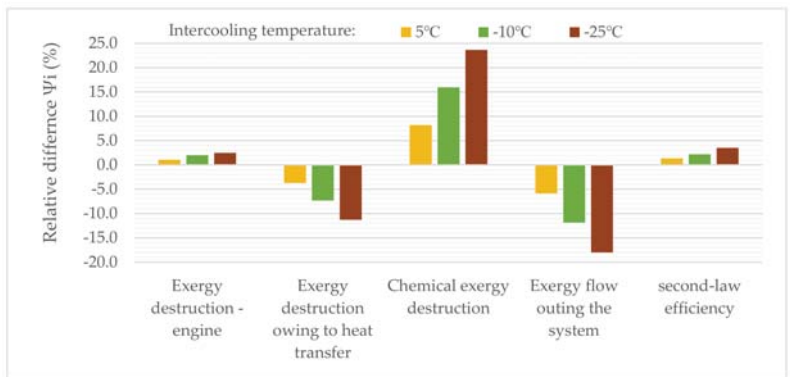 Intercooling temperature: 5°C -10°C -25°C
Relative differnce Ψi (%)
25.0
20.0
15.0
10.0
5.0
0.0
-5.0
-10.0
-15.0
-20.0
Exergy
destruction -
engine
Exergy
destruction
owing to heat
transfer
Chemical exergy
destruction
Exergy flow
outing the
system
second-law
efficiency